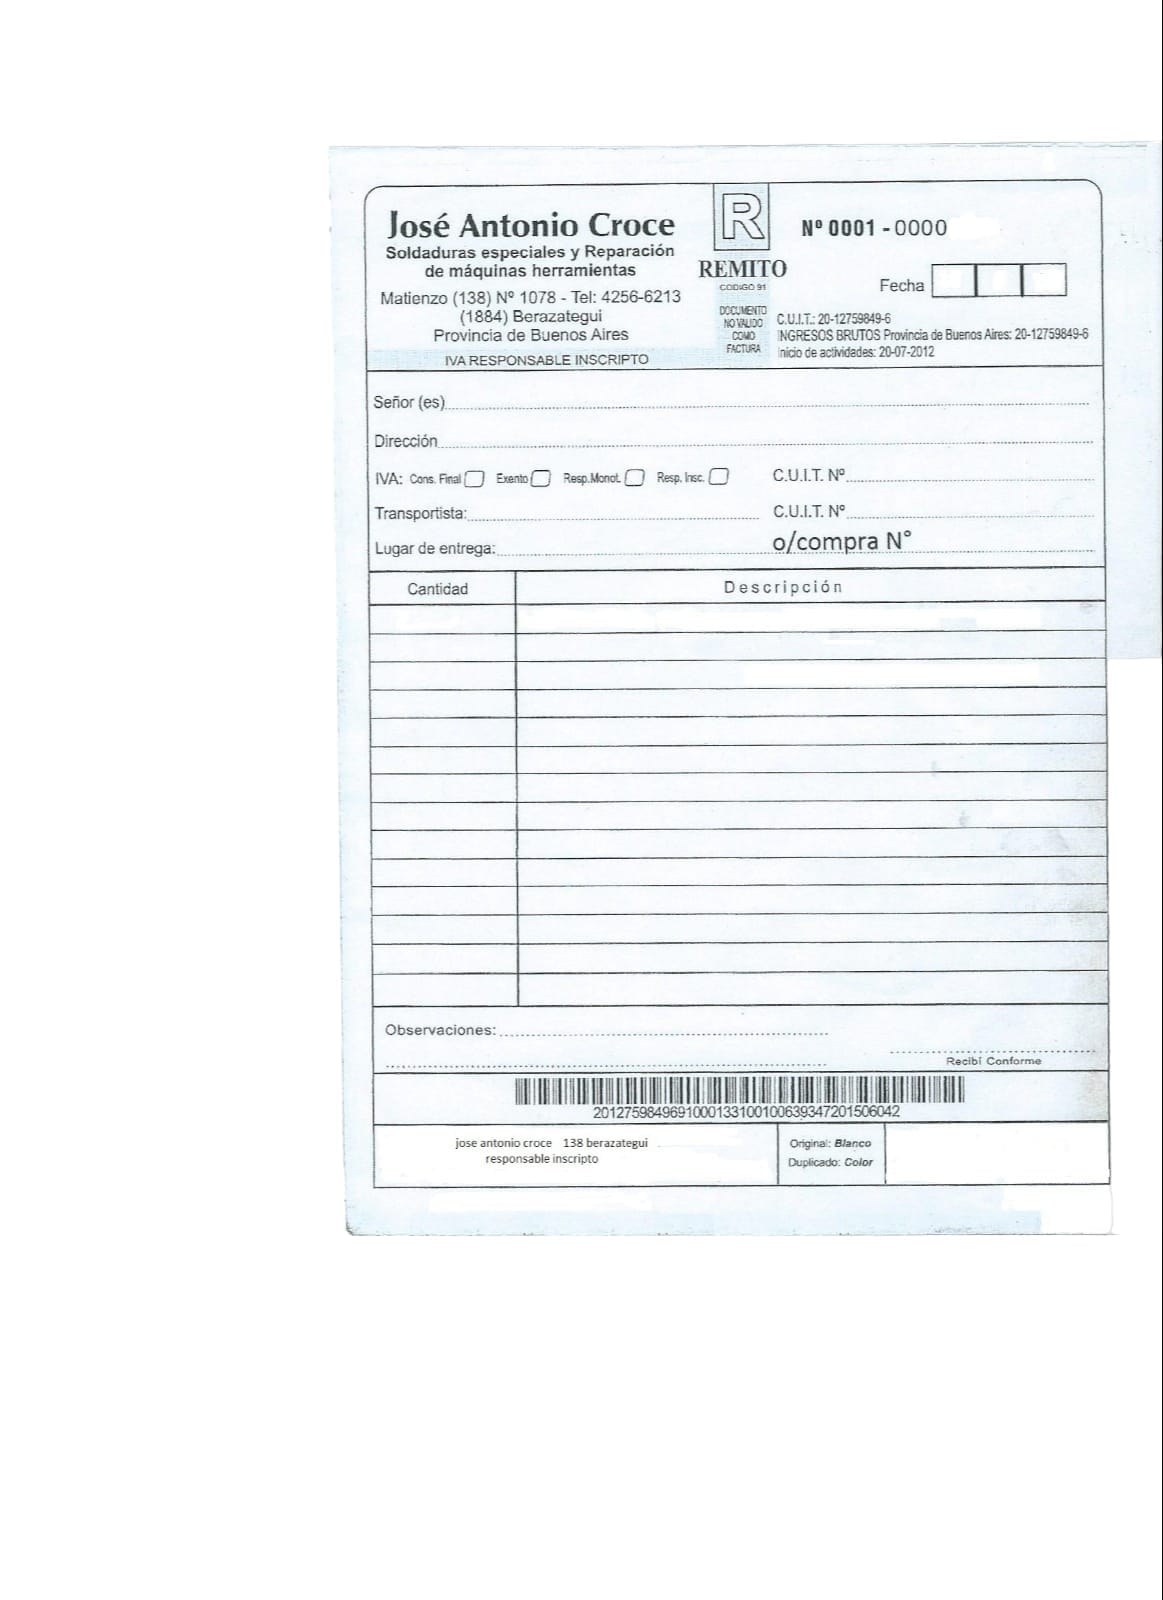 José Antonio Croce
Soldaduras especiales y Reparación
de máquinas herramientas
Matienzo (138) Nº 1078 - Tel: 4256-6213
(1884) Berazategui
Provincia de Buenos Aires
IVA RESPONSABLE INSCRIPTO
R
REMITO
CODIGO 91
DOCUMENTO
NO VALIDO
COMO
FACTURA
Nº 0001 - 0000
Fecha
C.U.I.T.: 20-12759849-6
INGRESOS BRUTOS Provincia de Buenos Aires: 20-12759849-6
Inicio de actividades: 20-07-2012
Señor (es)
Dirección
IVA: Cons. Final Exento Resp.Monot. Resp. Insc. C.U.I.T. Nº
Transportista: C.U.I.T. Nº
Lugar de entrega: o/compra N°
Cantidad Descripción
Observaciones:
Recibí Conforme
2012759849691000133100100639347201506042
jose antonio croce 138 berazategui
responsable inscripto
Original: Blanco
Duplicado: Color